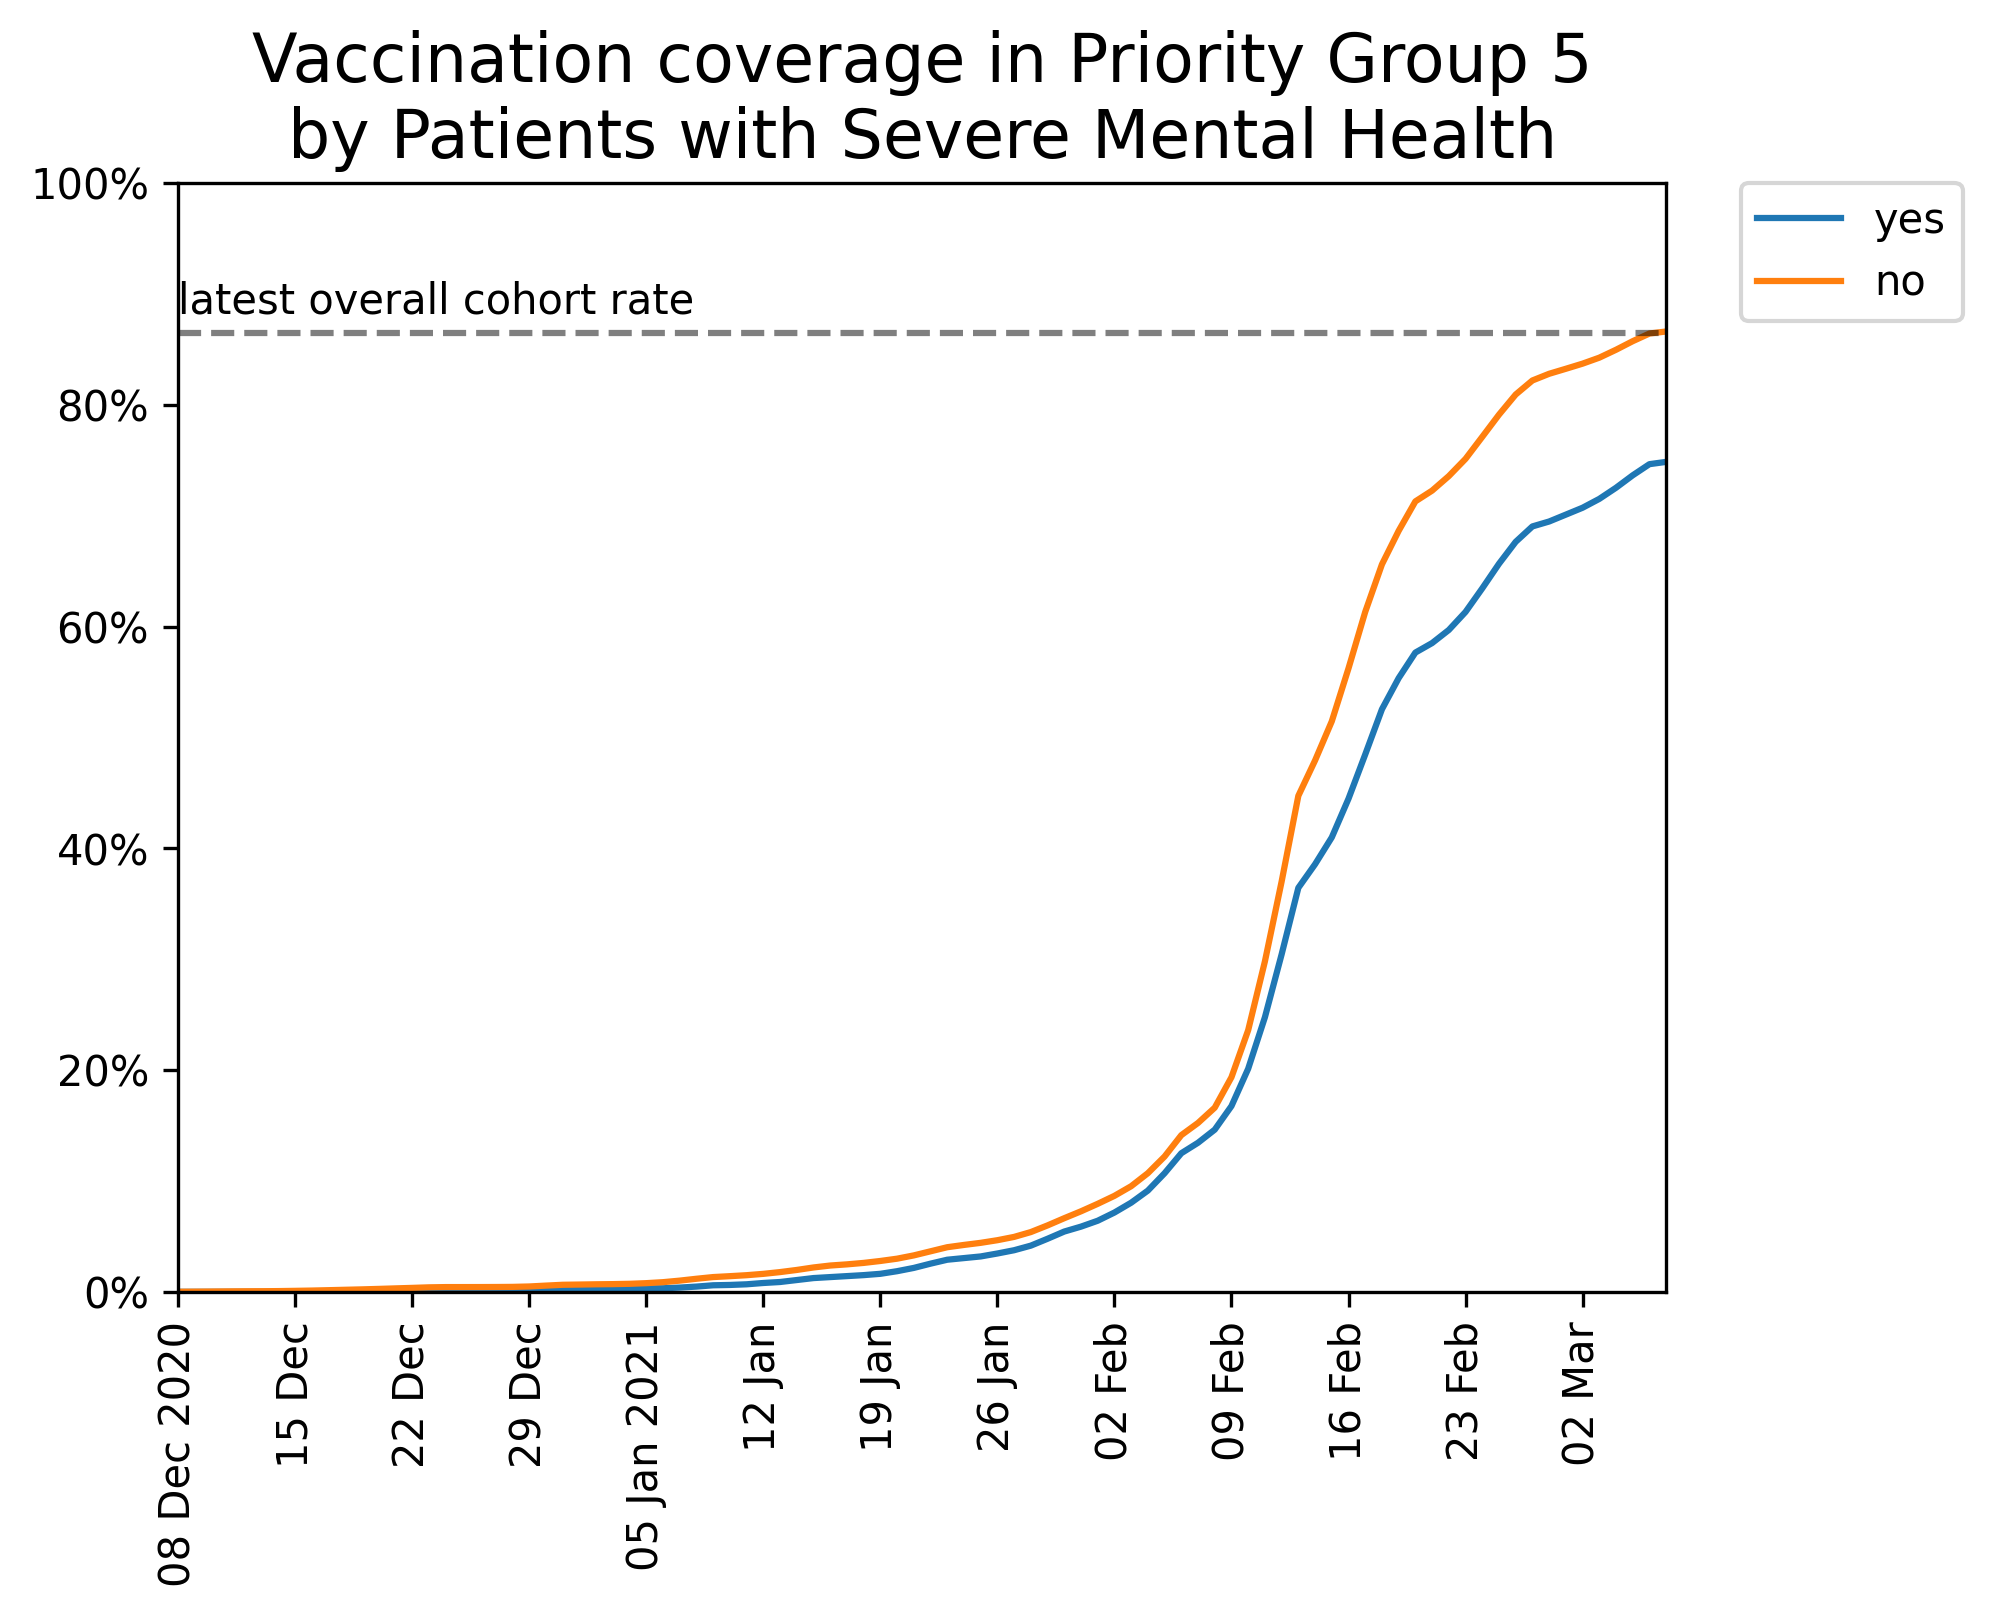 Vaccination coverage in Priority Group 5
by Patients with Severe Mental Health
100%
80%
60%
40%
20%
0%
latest overall cohort rate
yes
no
08 Dec 2020
15 Dec
22 Dec
29 Dec
05 Jan 2021
12 Jan
19 Jan
26 Jan
02 Feb
09 Feb
16 Feb
23 Feb
02 Mar